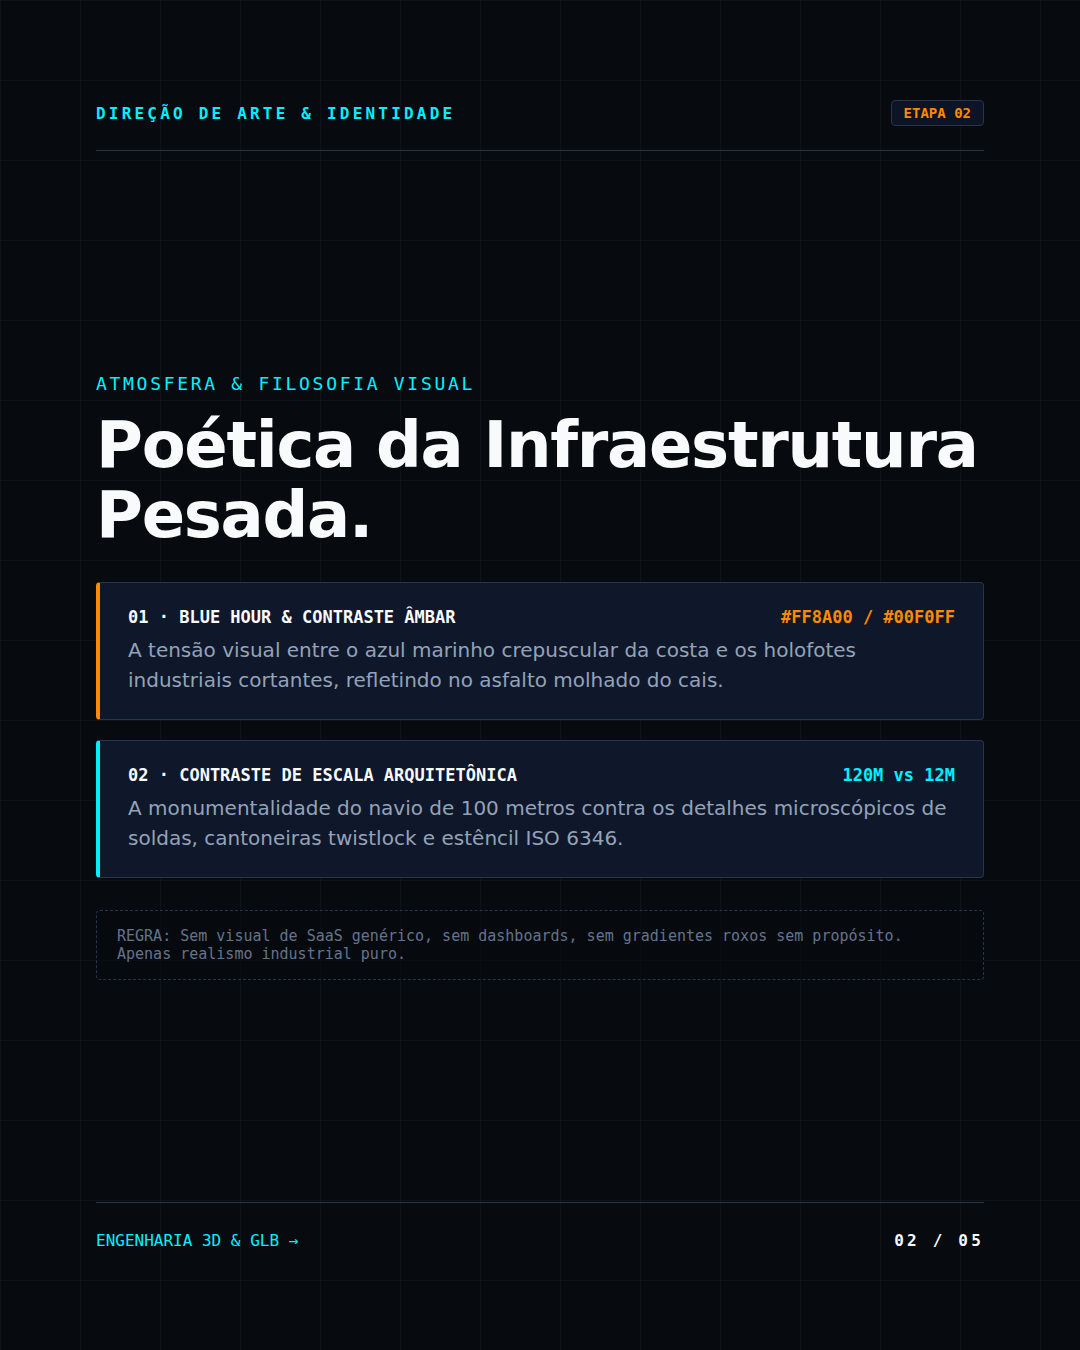 DIREÇÃO DE ARTE & IDENTIDADE
ETAPA 02
ATMOSFERA & FILOSOFIA VISUAL
Poética da Infraestrutura
Pesada.
01 · BLUE HOUR & CONTRASTE ÂMBAR
#FF8A00 / #00F0FF
A tensão visual entre o azul marinho crepuscular da costa e os holofotes
industriais cortantes, refletindo no asfalto molhado do cais.
02 · CONTRASTE DE ESCALA ARQUITETÔNICA
120M vs 12M
A monumentalidade do navio de 100 metros contra os detalhes microscópicos de
soldas, cantoneiras twistlock e estêncil ISO 6346.
REGRA: Sem visual de SaaS genérico, sem dashboards, sem gradientes roxos sem propósito.
Apenas realismo industrial puro.
ENGENHARIA 3D & GLB →
02 / 05